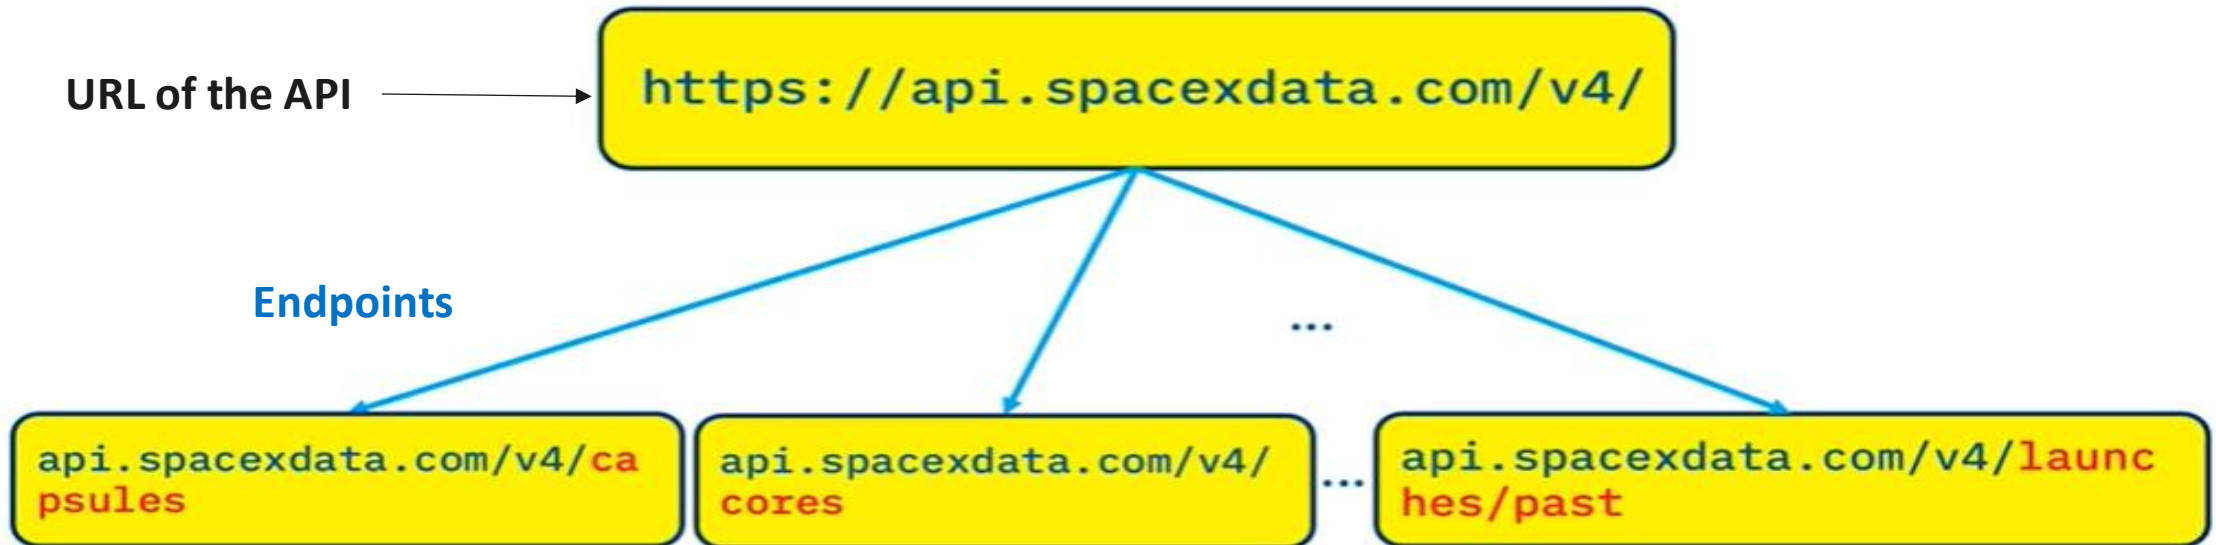 https://api.spacexdata.com/v4/
URL of the API
Endpoints
...
api.spacexdata.com/v4/ca
psules
api.spacexdata.com/v4/
cores
...
api.spacexdata.com/v4/launc
hes/past